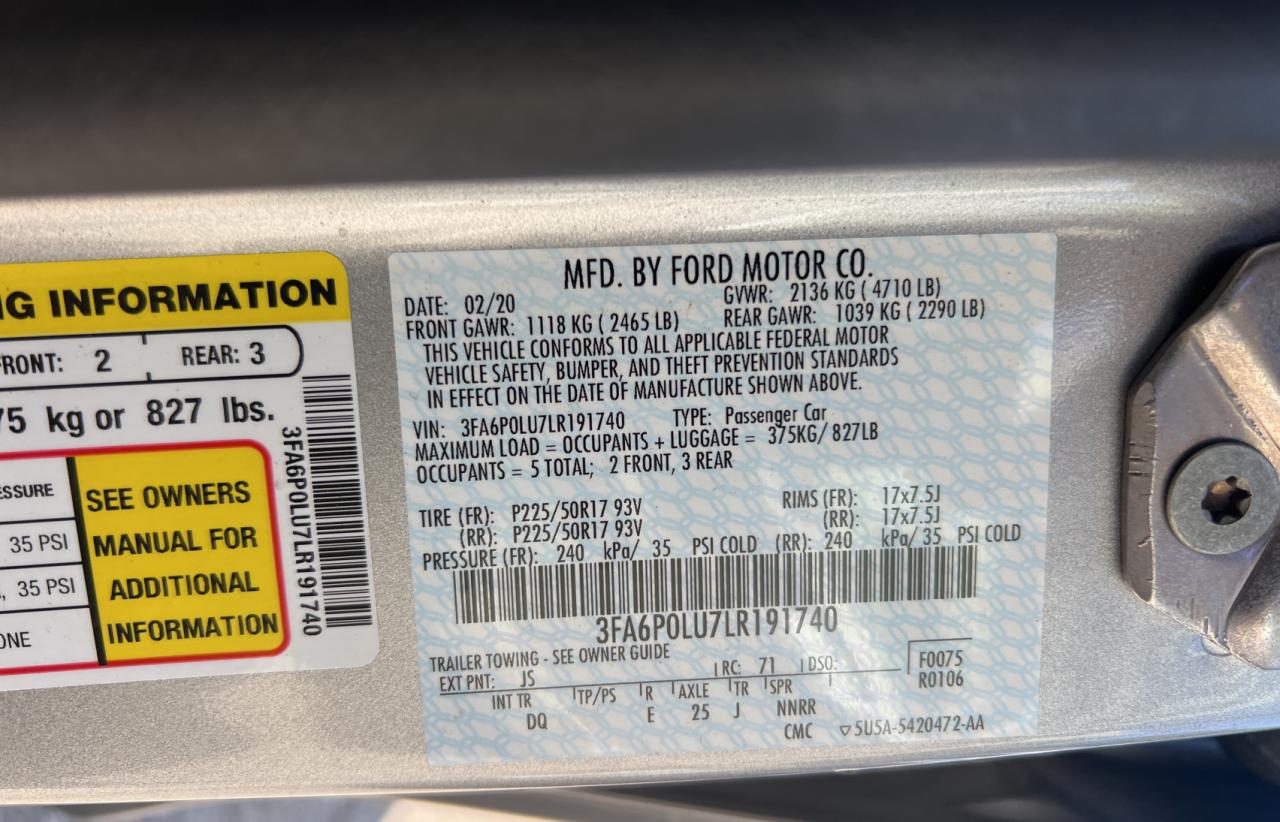 G INFORMATION
FRONT: 2 REAR: 3
75 kg or 827 lbs.
ESSURE
35 PSI
, 35 PSI
ONE
SEE OWNERS
MANUAL FOR
ADDITIONAL
INFORMATION
3FA6P0LU7LR191740
MFD. BY FORD MOTOR CO.
DATE: 02/20 GVWR: 2136 KG ( 4710 LB)
FRONT GAWR: 1118 KG ( 2465 LB) REAR GAWR: 1039 KG ( 2290 LB)
THIS VEHICLE CONFORMS TO ALL APPLICABLE FEDERAL MOTOR
VEHICLE SAFETY, BUMPER, AND THEFT PREVENTION STANDARDS
IN EFFECT ON THE DATE OF MANUFACTURE SHOWN ABOVE.
VIN: 3FA6P0LU7LR191740 TYPE: Passenger Car
MAXIMUM LOAD = OCCUPANTS + LUGGAGE = 375KG/ 827LB
OCCUPANTS = 5 TOTAL; 2 FRONT, 3 REAR
TIRE (FR): P225/50R17 93V RIMS (FR): 17x7.5J
(RR): P225/50R17 93V (RR): 17x7.5J
PRESSURE (FR): 240 kPa/ 35 PSI COLD (RR): 240 kPa/ 35 PSI COLD
3FA6P0LU7LR191740
TRAILER TOWING - SEE OWNER GUIDE
EXT PNT: JS RC: 71 DSO: F0075
R0106
INT TR TP/PS R AXLE TR SPR
DQ E 25 J NNRR
CMC ▽5U5A-5420472-AA